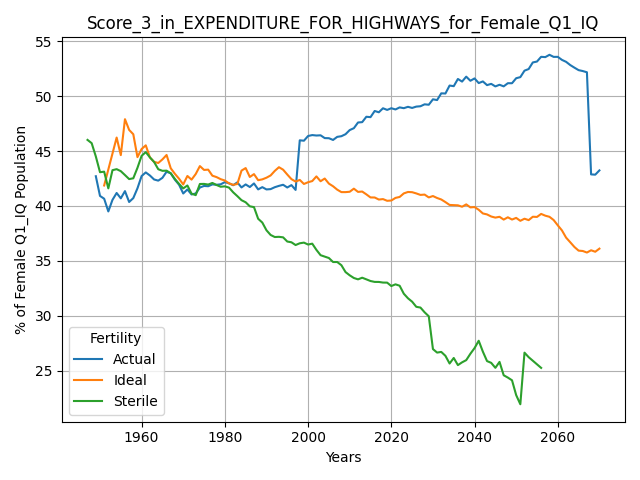 Score_3_in_EXPENDITURE_FOR_HIGHWAYS_for_Female_Q1_IQ
% of Female Q1_IQ Population
55
50
45
40
35
30
25
Fertility
Actual
Ideal
Sterile
1960 1980 2000 2020 2040 2060
Years